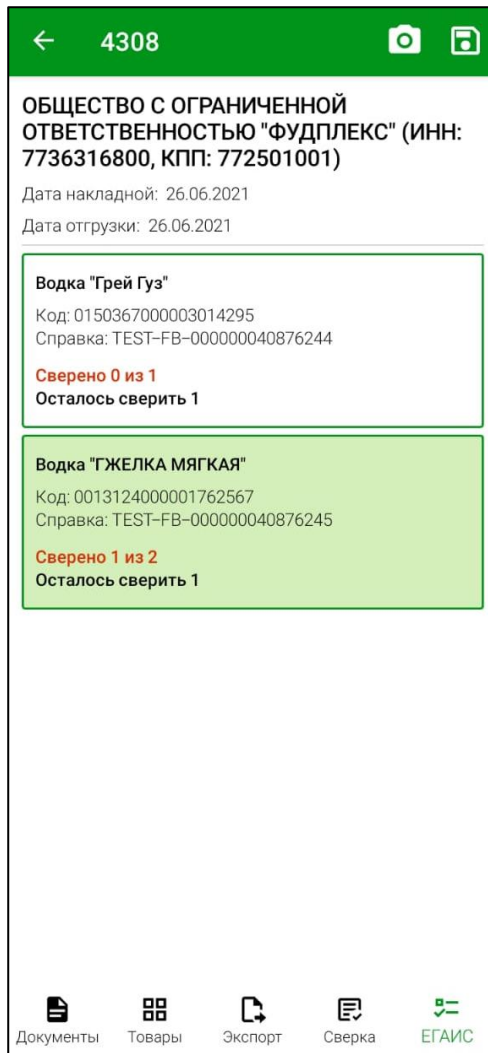 4308
ОБЩЕСТВО С ОГРАНИЧЕННОЙ
ОТВЕТСТВЕННОСТЬЮ "ФУДПЛЕКС" (ИНН:
7736316800, КПП: 772501001)
Дата накладной: 26.06.2021
Дата отгрузки: 26.06.2021
Водка "Грей Гуз"
Код: 0150367000003014295
Справка: TEST-FB-000000040876244
Сверено 0 из 1
Осталось сверить 1
Водка "ГЖЕЛКА МЯГКАЯ"
Код: 0013124000001762567
Справка: TEST-FB-000000040876245
Сверено 1 из 2
Осталось сверить 1
Документы Товары Экспорт Сверка ЕГАИС